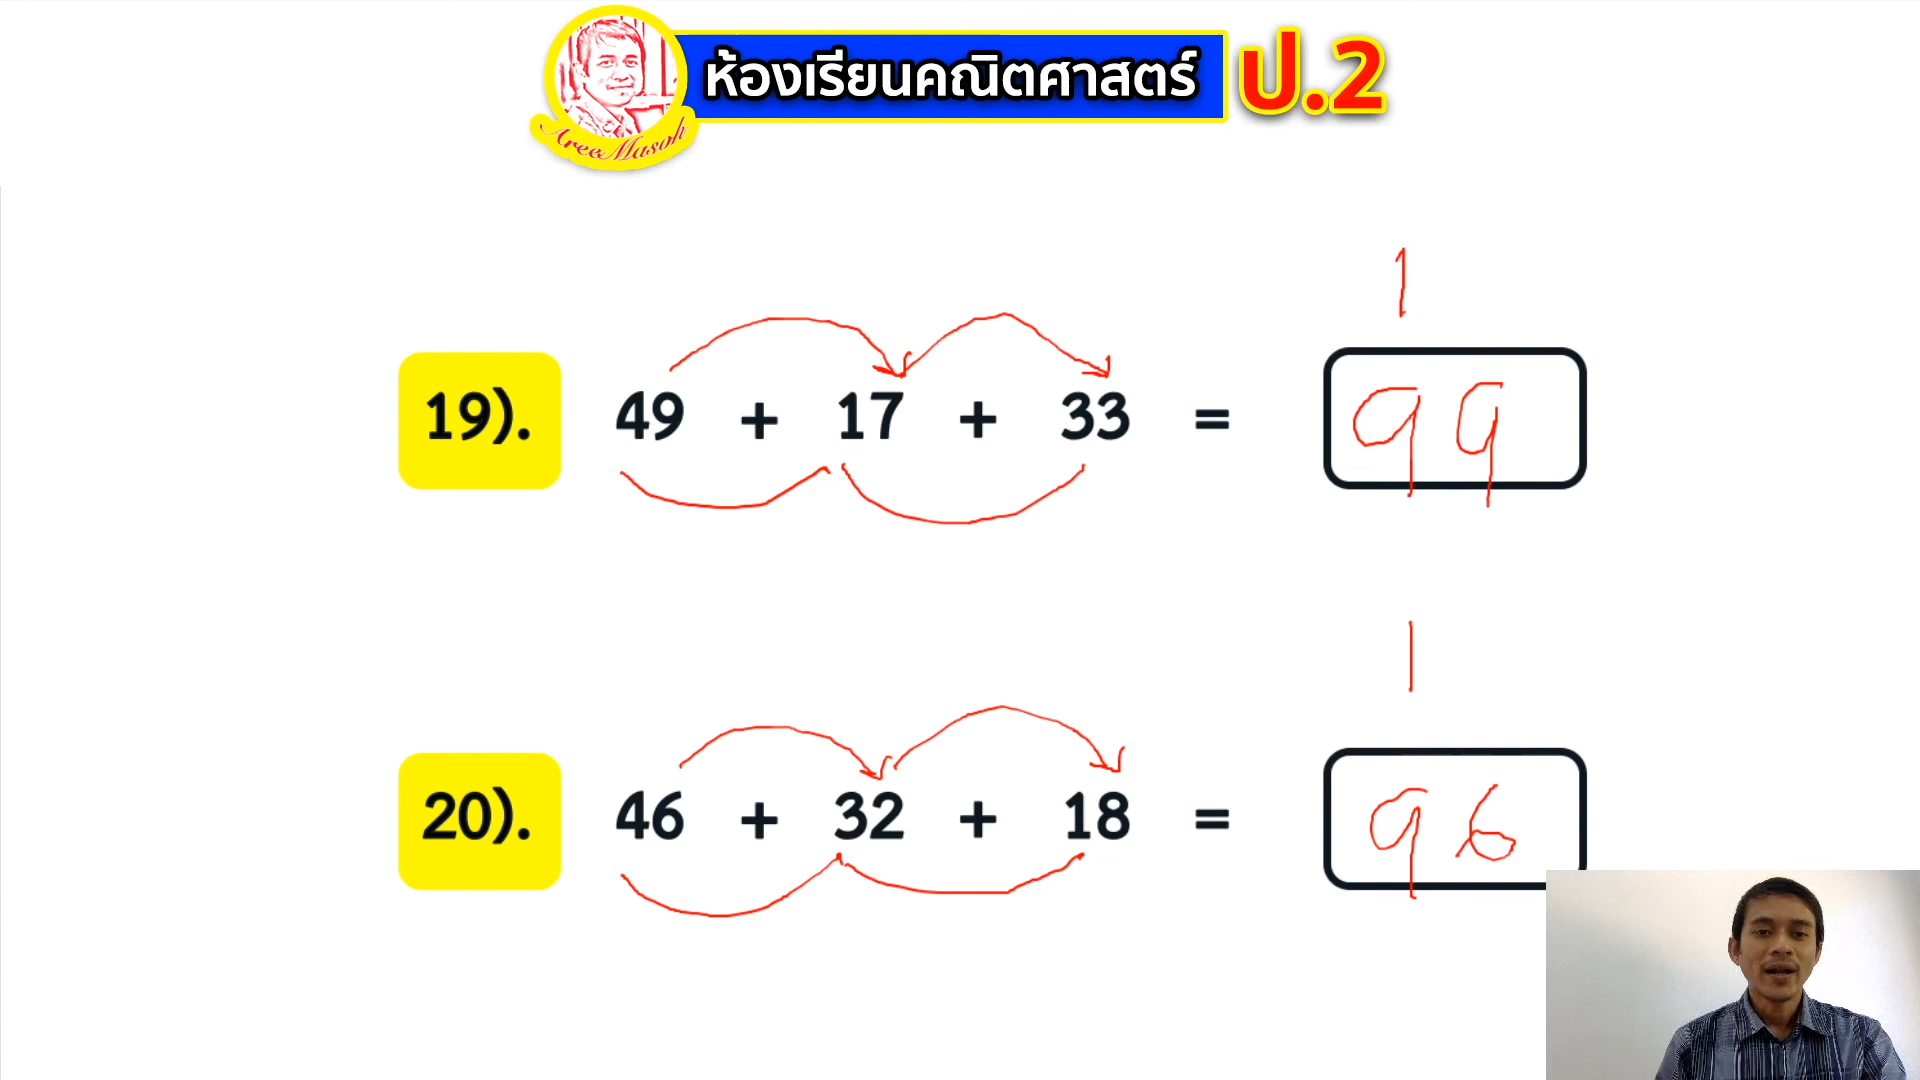 ห้องเรียนคณิตศาสตร์ ป.2
AreeMasoh
1
19). 49 + 17 + 33 = 99
1
20). 46 + 32 + 18 = 96